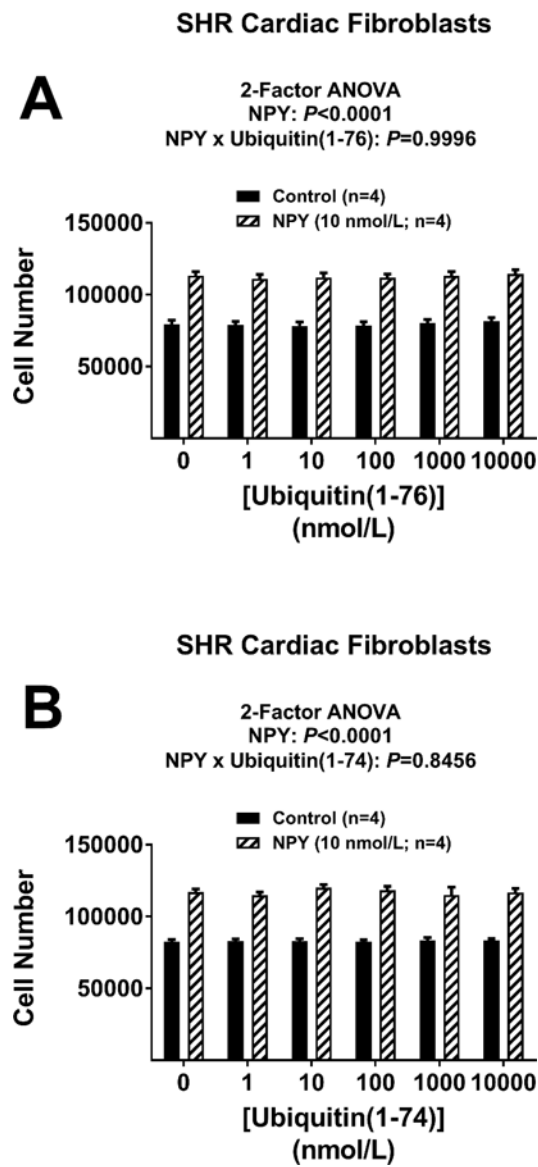 SHR Cardiac Fibroblasts
A
2-Factor ANOVA
NPY: P<0.0001
NPY x Ubiquitin(1-76): P=0.9996
Control (n=4)
NPY (10 nmol/L; n=4)
150000
100000
50000
Cell Number
0 1 10 100 1000 10000
[Ubiquitin(1-76)]
(nmol/L)
SHR Cardiac Fibroblasts
B
2-Factor ANOVA
NPY: P<0.0001
NPY x Ubiquitin(1-74): P=0.8456
Control (n=4)
NPY (10 nmol/L; n=4)
150000
100000
50000
Cell Number
0 1 10 100 1000 10000
[Ubiquitin(1-74)]
(nmol/L)